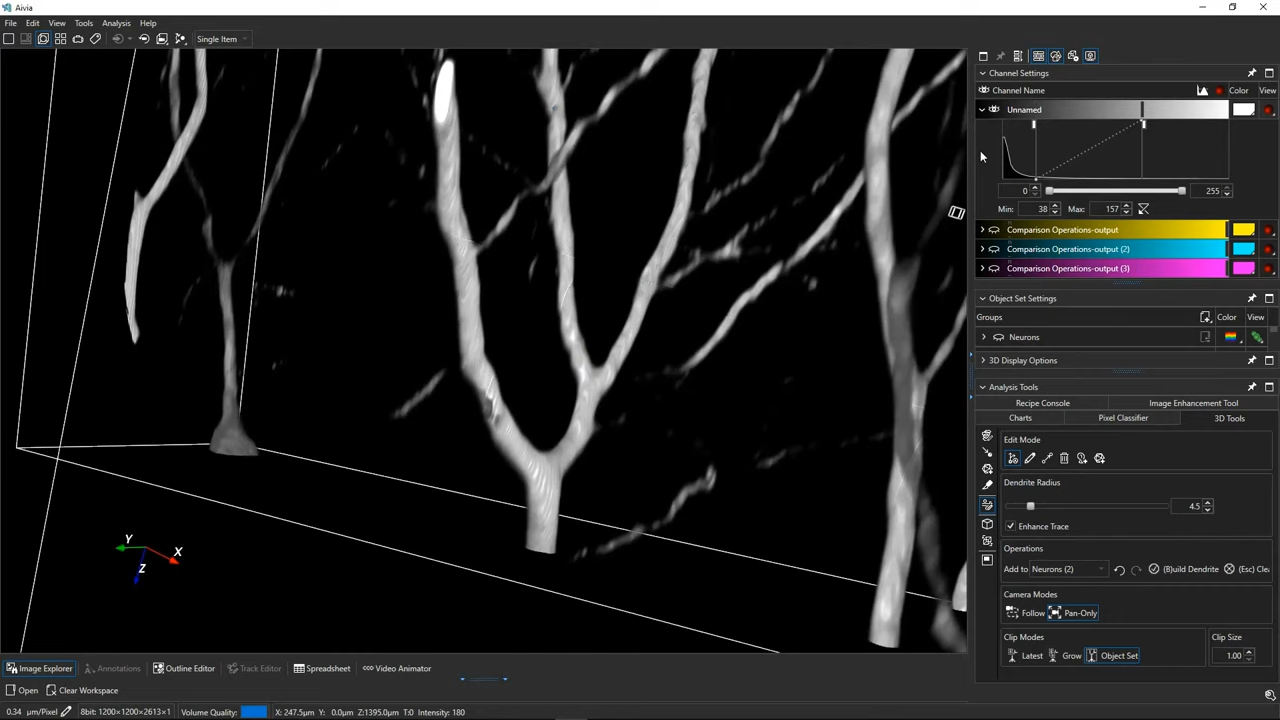 Aivia
File Edit View Tools Analysis Help
Single Item
Channel Settings
Channel Name Color View
Unnamed
0 255
Min: 38 Max: 157
Comparison Operations-output
Comparison Operations-output (2)
Comparison Operations-output (3)
Object Set Settings
Groups Color View
Neurons
3D Display Options
Analysis Tools
Recipe Console Image Enhancement Tool
Charts Pixel Classifier 3D Tools
Edit Mode
Dendrite Radius
4.5
Enhance Trace
Operations
Add to Neurons (2) (B)uild Dendrite (Esc) Clea
Camera Modes
Follow Pan-Only
Clip Modes Clip Size
Latest Grow Object Set 1.00
Y X
Z
Image Explorer Annotations Outline Editor Track Editor Spreadsheet Video Animator
Open Clear Workspace
0.34 µm/Pixel 8bit: 1200×1200×2613×1 Volume Quality: X: 247.5µm Y: 0.0µm Z:1395.0µm T:0 Intensity: 180